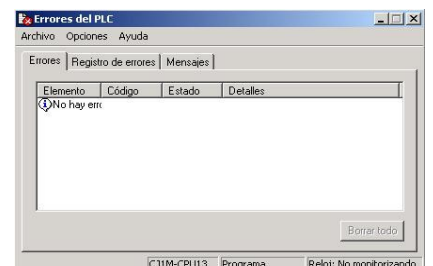 Errores del PLC
Archivo Opciones Ayuda
Errores Registro de errores Mensajes
Elemento Código Estado Detalles
No hay erro
Borrar todo
CJ1M-CPU13 Programa Reloj: No monitorizando